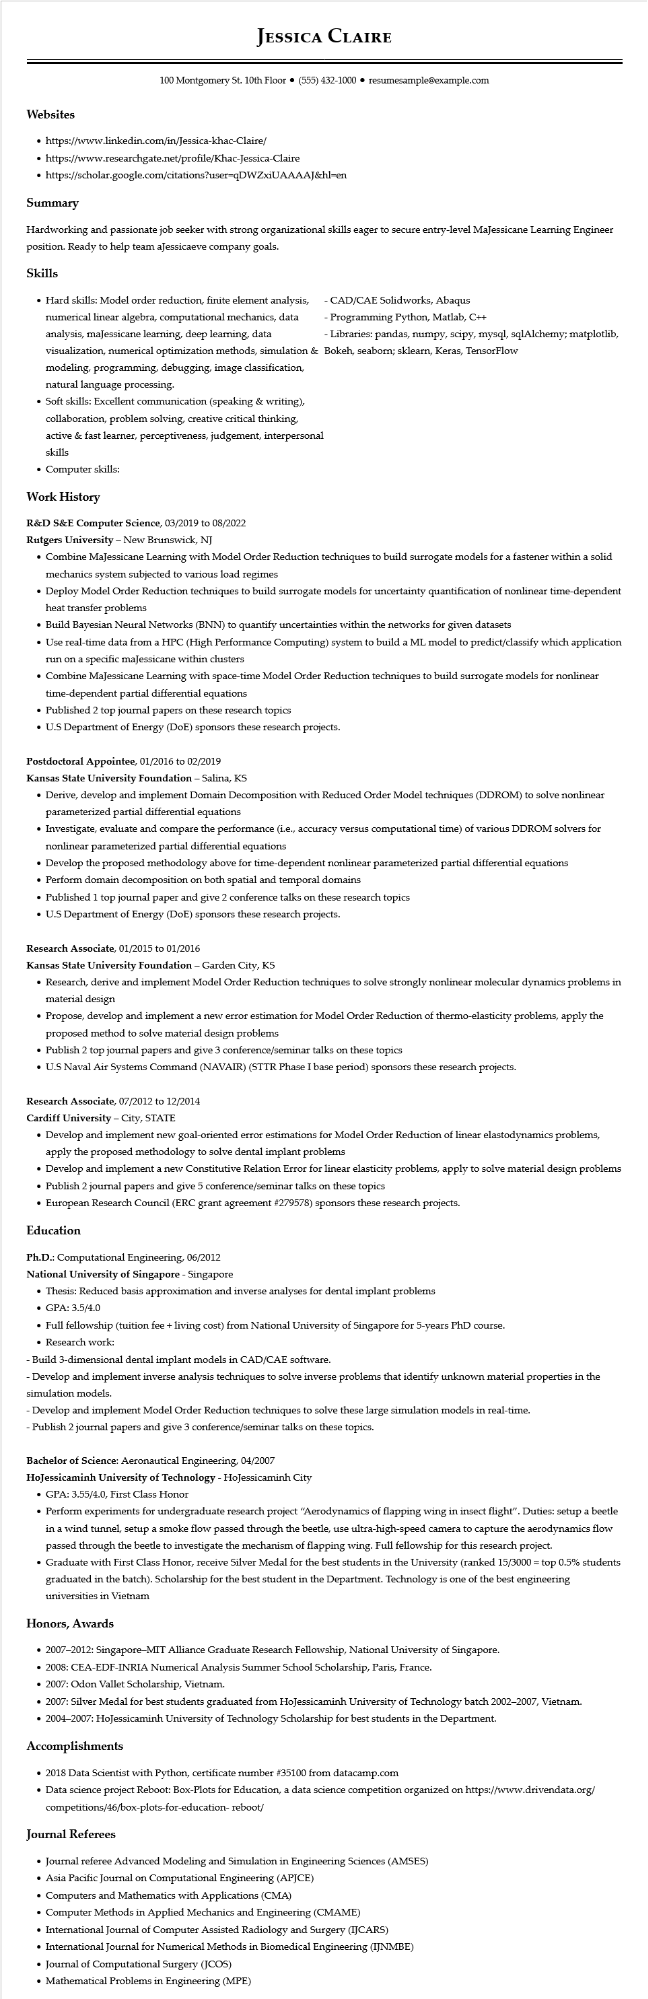 Jessica Claire
100 Montgomery St. 10th Floor ● (555) 432-1000 ● resumesample@example.com
Websites
• https://www.linkedin.com/in/Jessica-khac-Claire/
• https://www.researchgate.net/profile/Khac-Jessica-Claire
• https://scholar.google.com/citations?user=qDWZxiUAAAAJ&hl=en
Summary
Hardworking and passionate job seeker with strong organizational skills eager to secure entry-level MaJessicane Learning Engineer
position. Ready to help team aJessicaeve company goals.
Skills
• Hard skills: Model order reduction, finite element analysis,
numerical linear algebra, computational mechanics, data
analysis, maJessicane learning, deep learning, data
visualization, numerical optimization methods, simulation &
modeling, programming, debugging, image classification,
natural language processing.
• Soft skills: Excellent communication (speaking & writing),
collaboration, problem solving, creative critical thinking,
active & fast learner, perceptiveness, judgement, interpersonal
skills
• Computer skills:
- CAD/CAE Solidworks, Abaqus
- Programming Python, Matlab, C++
- Libraries: pandas, numpy, scipy, mysql, sqlAlchemy; matplotlib,
Bokeh, seaborn; sklearn, Keras, TensorFlow
Work History
R&D S&E Computer Science, 03/2019 to 08/2022
Rutgers University – New Brunswick, NJ
• Combine MaJessicane Learning with Model Order Reduction techniques to build surrogate models for a fastener within a solid
mechanics system subjected to various load regimes
• Deploy Model Order Reduction techniques to build surrogate models for uncertainty quantification of nonlinear time-dependent
heat transfer problems
• Build Bayesian Neural Networks (BNN) to quantify uncertainties within the networks for given datasets
• Use real-time data from a HPC (High Performance Computing) system to build a ML model to predict/classify which application
run on a specific maJessicane within clusters
• Combine MaJessicane Learning with space-time Model Order Reduction techniques to build surrogate models for nonlinear
time-dependent partial differential equations
• Published 2 top journal papers on these research topics
• U.S Department of Energy (DoE) sponsors these research projects.
Postdoctoral Appointee, 01/2016 to 02/2019
Kansas State University Foundation – Salina, KS
• Derive, develop and implement Domain Decomposition with Reduced Order Model techniques (DDROM) to solve nonlinear
parameterized partial differential equations
• Investigate, evaluate and compare the performance (i.e., accuracy versus computational time) of various DDROM solvers for
nonlinear parameterized partial differential equations
• Develop the proposed methodology above for time-dependent nonlinear parameterized partial differential equations
• Perform domain decomposition on both spatial and temporal domains
• Published 1 top journal paper and give 2 conference talks on these research topics
• U.S Department of Energy (DoE) sponsors these research projects.
Research Associate, 01/2015 to 01/2016
Kansas State University Foundation – Garden City, KS
• Research, derive and implement Model Order Reduction techniques to solve strongly nonlinear molecular dynamics problems in
material design
• Propose, develop and implement a new error estimation for Model Order Reduction of thermo-elasticity problems, apply the
proposed method to solve material design problems
• Publish 2 top journal papers and give 3 conference/seminar talks on these topics
• U.S Naval Air Systems Command (NAVAIR) (STTR Phase I base period) sponsors these research projects.
Research Associate, 07/2012 to 12/2014
Cardiff University – City, STATE
• Develop and implement new goal-oriented error estimations for Model Order Reduction of linear elastodynamics problems,
apply the proposed methodology to solve dental implant problems
• Develop and implement a new Constitutive Relation Error for linear elasticity problems, apply to solve material design problems
• Publish 2 journal papers and give 5 conference/seminar talks on these topics
• European Research Council (ERC grant agreement #279578) sponsors these research projects.
Education
Ph.D.: Computational Engineering, 06/2012
National University of Singapore - Singapore
• Thesis: Reduced basis approximation and inverse analyses for dental implant problems
• GPA: 3.5/4.0
• Full fellowship (tuition fee + living cost) from National University of Singapore for 5-years PhD course.
• Research work:
- Build 3-dimensional dental implant models in CAD/CAE software.
- Develop and implement inverse analysis techniques to solve inverse problems that identify unknown material properties in the
simulation models.
- Develop and implement Model Order Reduction techniques to solve these large simulation models in real-time.
- Publish 2 journal papers and give 3 conference/seminar talks on these topics.
Bachelor of Science: Aeronautical Engineering, 04/2007
HoJessicaminh University of Technology - HoJessicaminh City
• GPA: 3.55/4.0, First Class Honor
• Perform experiments for undergraduate research project “Aerodynamics of flapping wing in insect flight”. Duties: setup a beetle
in a wind tunnel, setup a smoke flow passed through the beetle, use ultra-high-speed camera to capture the aerodynamics flow
passed through the beetle to investigate the mechanism of flapping wing. Full fellowship for this research project.
• Graduate with First Class Honor, receive Silver Medal for the best students in the University (ranked 15/3000 = top 0.5% students
graduated in the batch). Scholarship for the best student in the Department. Technology is one of the best engineering
universities in Vietnam
Honors, Awards
• 2007–2012: Singapore–MIT Alliance Graduate Research Fellowship, National University of Singapore.
• 2008: CEA-EDF-INRIA Numerical Analysis Summer School Scholarship, Paris, France.
• 2007: Odon Vallet Scholarship, Vietnam.
• 2007: Silver Medal for best students graduated from HoJessicaminh University of Technology batch 2002–2007, Vietnam.
• 2004–2007: HoJessicaminh University of Technology Scholarship for best students in the Department.
Accomplishments
• 2018 Data Scientist with Python, certificate number #35100 from datacamp.com
• Data science project Reboot: Box-Plots for Education, a data science competition organized on https://www.drivendata.org/
competitions/46/box-plots-for-education- reboot/
Journal Referees
• Journal referee Advanced Modeling and Simulation in Engineering Sciences (AMSES)
• Asia Pacific Journal on Computational Engineering (APJCE)
• Computers and Mathematics with Applications (CMA)
• Computer Methods in Applied Mechanics and Engineering (CMAME)
• International Journal of Computer Assisted Radiology and Surgery (IJCARS)
• International Journal for Numerical Methods in Biomedical Engineering (IJNMBE)
• Journal of Computational Surgery (JCOS)
• Mathematical Problems in Engineering (MPE)